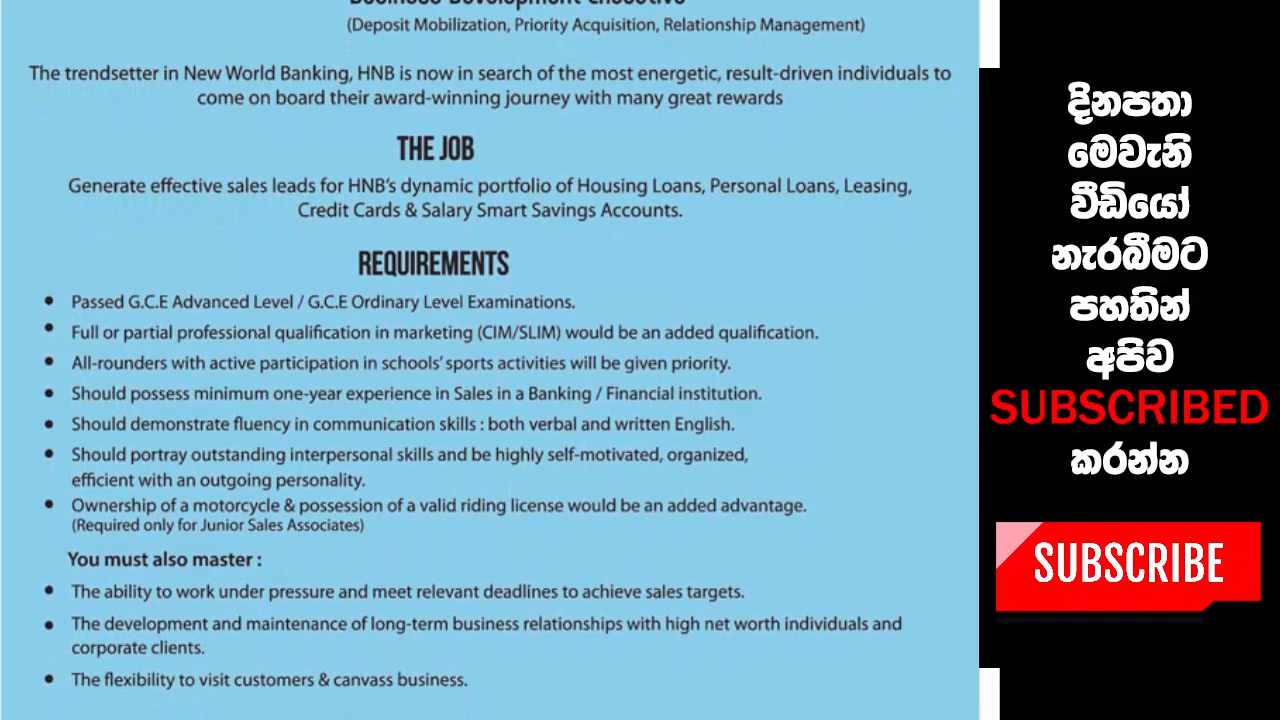 Business Development Executive
(Deposit Mobilization, Priority Acquisition, Relationship Management)
The trendsetter in New World Banking, HNB is now in search of the most energetic, result-driven individuals to
come on board their award-winning journey with many great rewards
THE JOB
Generate effective sales leads for HNB's dynamic portfolio of Housing Loans, Personal Loans, Leasing,
Credit Cards & Salary Smart Savings Accounts.
REQUIREMENTS
• Passed G.C.E Advanced Level / G.C.E Ordinary Level Examinations.
• Full or partial professional qualification in marketing (CIM/SLIM) would be an added qualification.
• All-rounders with active participation in schools' sports activities will be given priority.
• Should possess minimum one-year experience in Sales in a Banking / Financial institution.
• Should demonstrate fluency in communication skills : both verbal and written English.
• Should portray outstanding interpersonal skills and be highly self-motivated, organized,
efficient with an outgoing personality.
• Ownership of a motorcycle & possession of a valid riding license would be an added advantage.
(Required only for Junior Sales Associates)
You must also master :
• The ability to work under pressure and meet relevant deadlines to achieve sales targets.
• The development and maintenance of long-term business relationships with high net worth individuals and
corporate clients.
• The flexibility to visit customers & canvass business.
දිනපතා
මෙවැනි
වීඩියෝ
නැරබීමට
පහතින්
අපිව
SUBSCRIBED
කරන්න
SUBSCRIBE